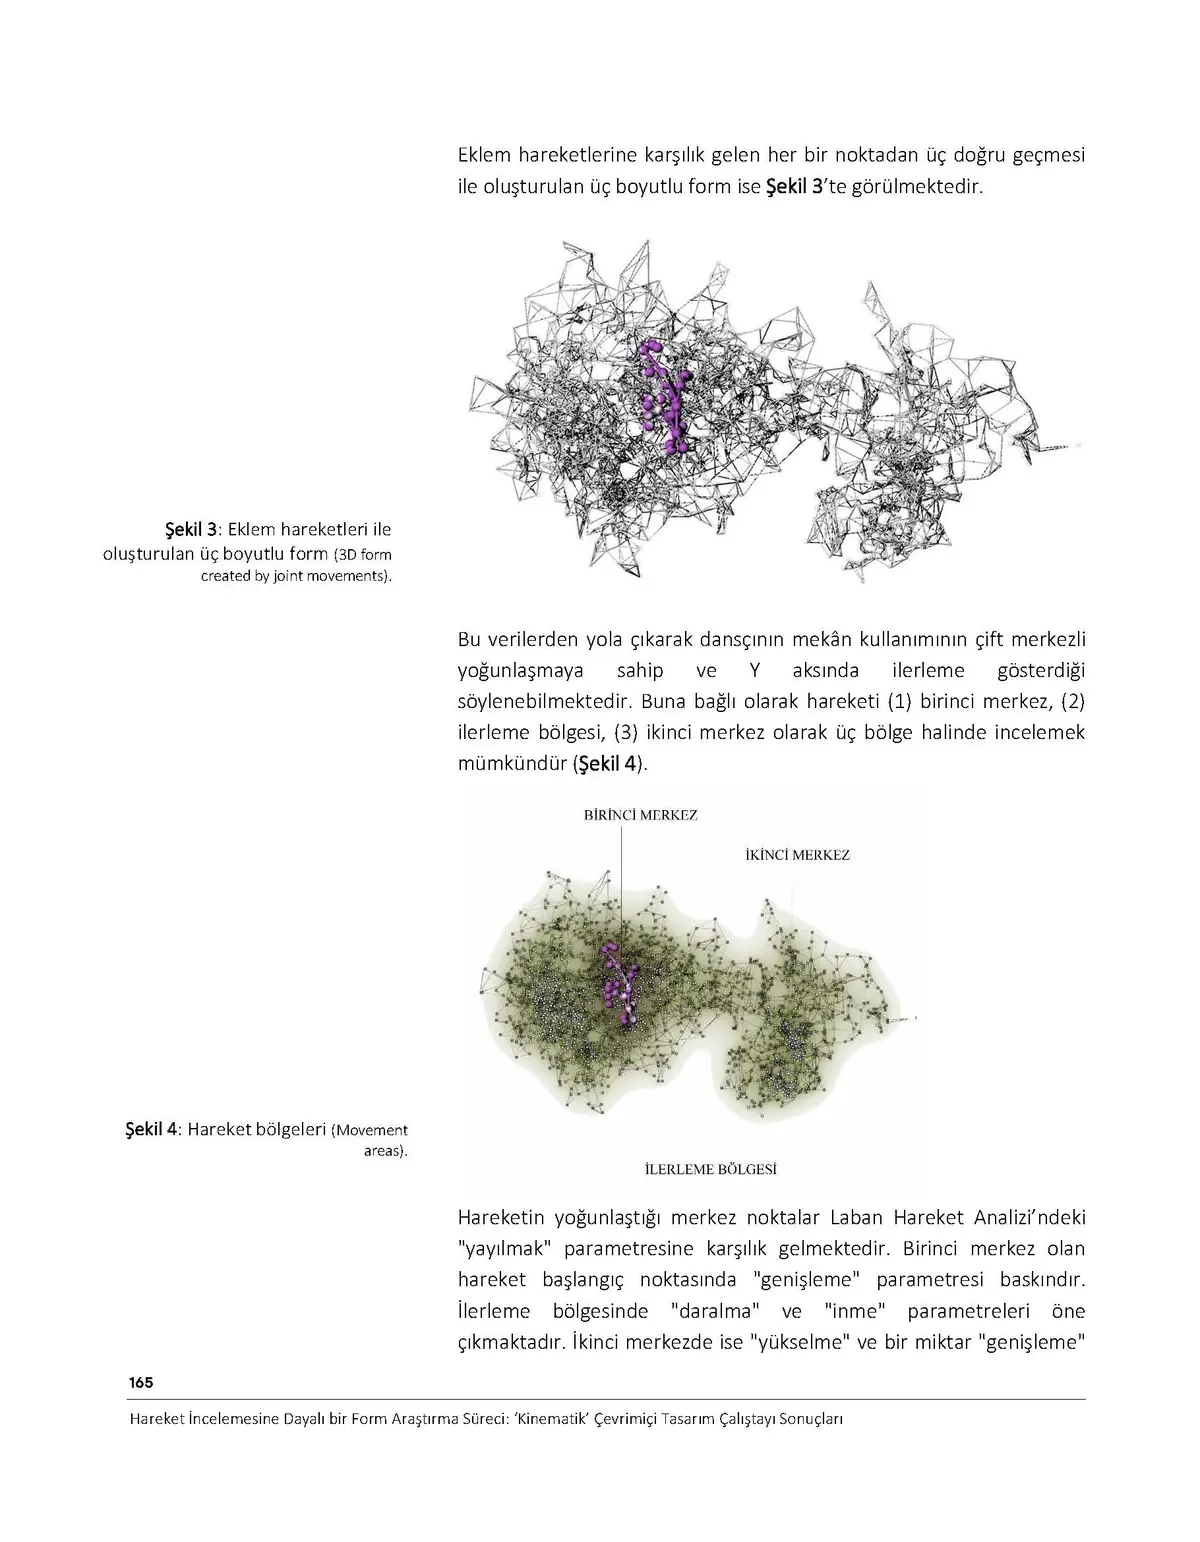 Eklem hareketlerine karşılık gelen her bir noktadan üç doğru geçmesi
ile oluşturulan üç boyutlu form ise Şekil 3'te görülmektedir.
Şekil 3: Eklem hareketleri ile
oluşturulan üç boyutlu form (3D form
created by joint movements).
Bu verilerden yola çıkarak dansçının mekân kullanımının çift merkezli
yoğunlaşmaya sahip ve Y aksında ilerleme gösterdiği
söylenebilmektedir. Buna bağlı olarak hareketi (1) birinci merkez, (2)
ilerleme bölgesi, (3) ikinci merkez olarak üç bölge halinde incelemek
mümkündür (Şekil 4).
BİRİNCİ MERKEZ
İKİNCİ MERKEZ
Şekil 4: Hareket bölgeleri (Movement
areas).
İLERLEME BÖLGESİ
Hareketin yoğunlaştığı merkez noktalar Laban Hareket Analizi'ndeki
"yayılmak" parametresine karşılık gelmektedir. Birinci merkez olan
hareket başlangıç noktasında "genişleme" parametresi baskındır.
İlerleme bölgesinde "daralma" ve "inme" parametreleri öne
çıkmaktadır. İkinci merkezde ise "yükselme" ve bir miktar "genişleme"
165
Hareket İncelemesine Dayalı bir Form Araştırma Süreci: 'Kinematik' Çevrimiçi Tasarım Çalıştayı Sonuçları